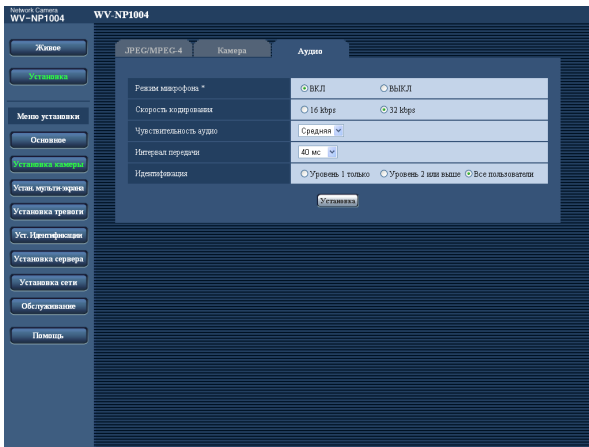 Network Camera
WV-NP1004
WV-NP1004
Живое
Установка
Меню установки
Основное
Установка камеры
Устан. мульти-экрана
Установка тревоги
Уст. Идентификации
Установка сервера
Установка сети
Обслуживание
Помощь
JPEG/MPEG-4 Камера Аудио
Режим микрофона * ВКЛ ВЫКЛ
Скорость кодирования 16 kbps 32 kbps
Чувствительность аудио Средняя
Интервал передачи 40 мс
Идентификация Уровень 1 только Уровень 2 или выше Все пользователи
Установка